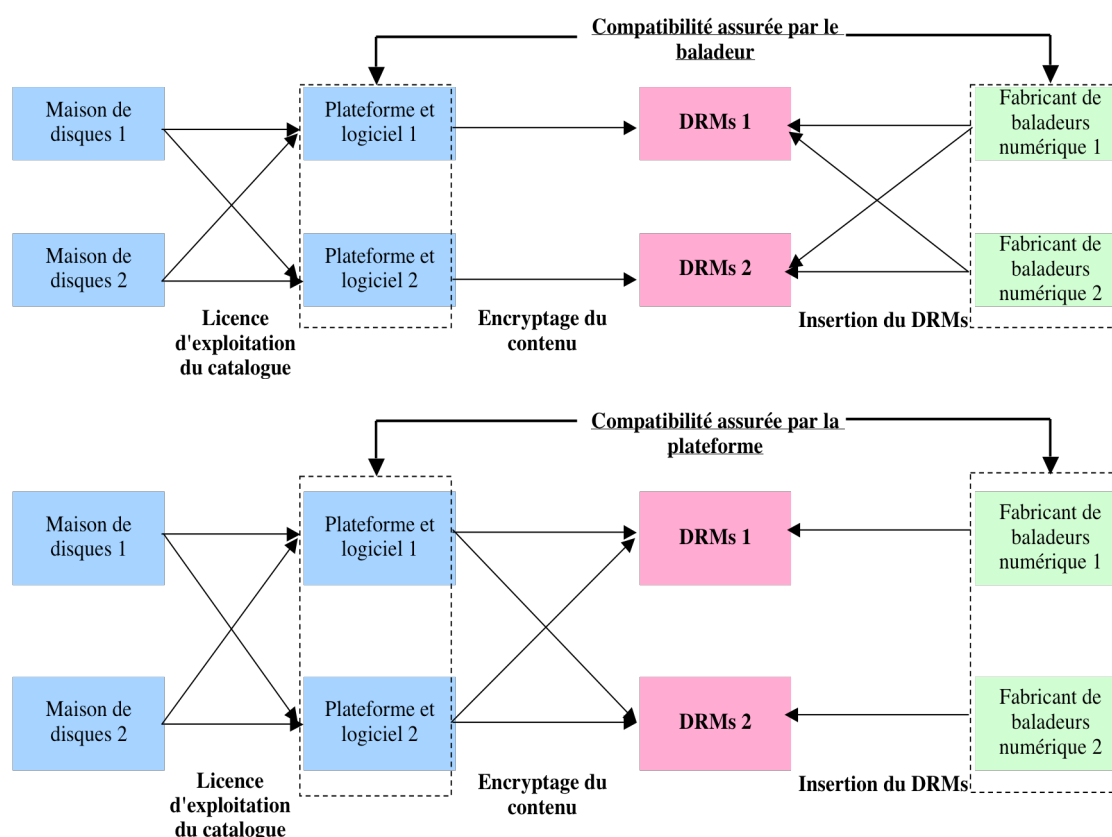 Compatibilité assurée par le
baladeur
Maison de
disques 1
Plateforme et
logiciel 1
DRMs 1
Fabricant de
baladeurs
numérique 1
Maison de
disques 2
Plateforme et
logiciel 2
DRMs 2
Fabricant de
baladeurs
numérique 2
Licence
d'exploitation
du catalogue
Encryptage du
contenu
Insertion du DRMs
Compatibilité assurée par la
plateforme
Maison de
disques 1
Plateforme et
logiciel 1
DRMs 1
Fabricant de
baladeurs
numérique 1
Maison de
disques 2
Plateforme et
logiciel 2
DRMs 2
Fabricant de
baladeurs
numérique 2
Licence
d'exploitation
du catalogue
Encryptage du
contenu
Insertion du DRMs